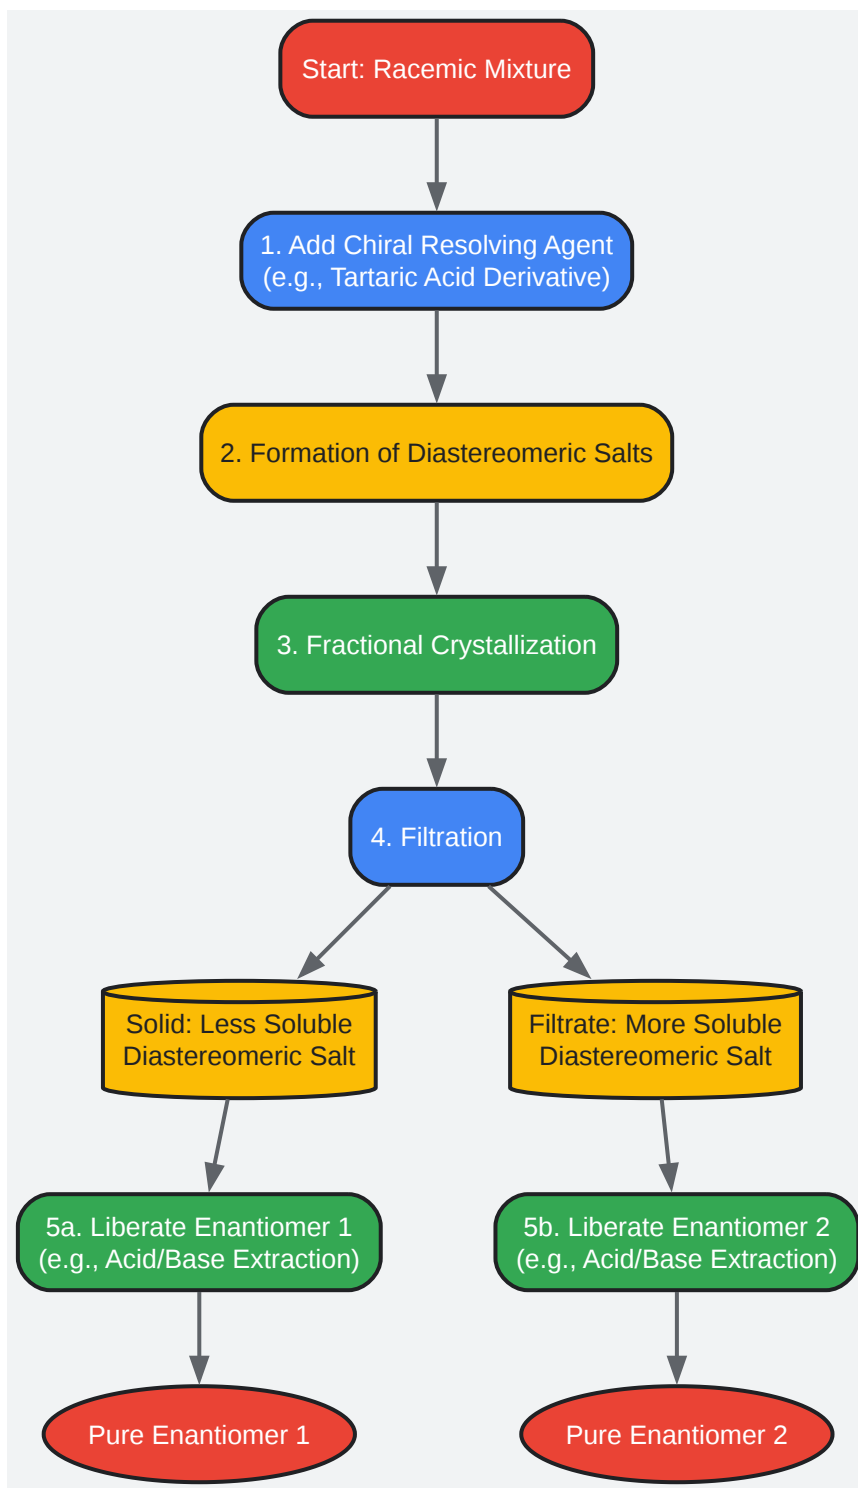 Start: Racemic Mixture
1. Add Chiral Resolving Agent
(e.g., Tartaric Acid Derivative)
2. Formation of Diastereomeric Salts
3. Fractional Crystallization
4. Filtration
Solid: Less Soluble
Diastereomeric Salt
Filtrate: More Soluble
Diastereomeric Salt
5a. Liberate Enantiomer 1
(e.g., Acid/Base Extraction)
5b. Liberate Enantiomer 2
(e.g., Acid/Base Extraction)
Pure Enantiomer 1
Pure Enantiomer 2